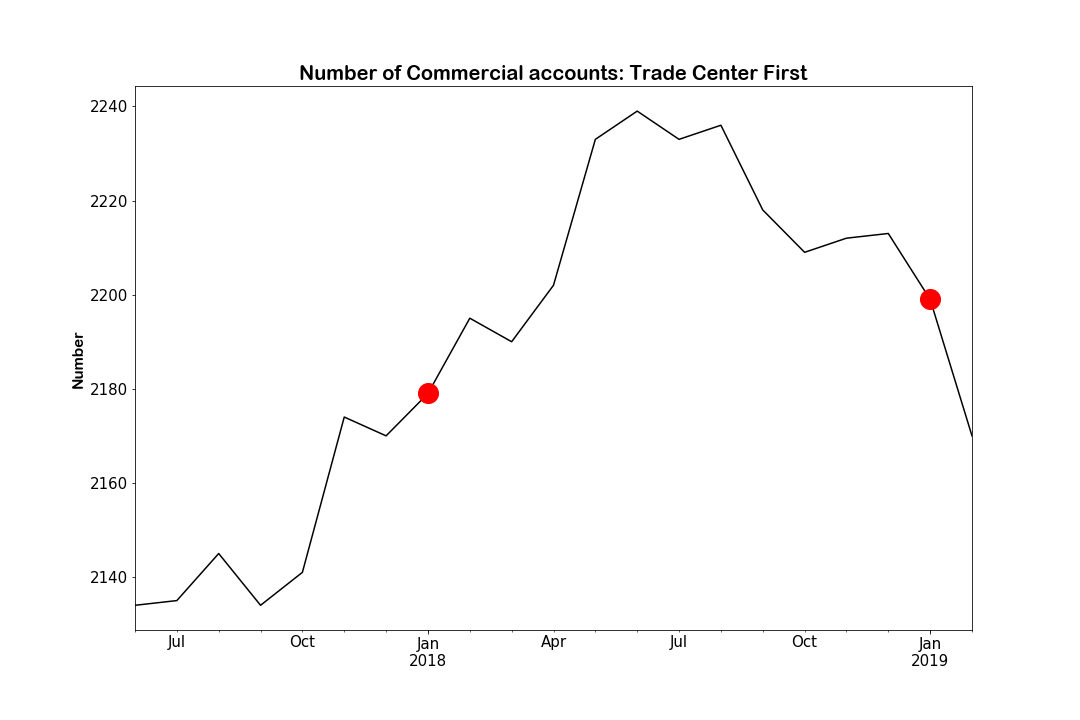 Number of Commercial accounts: Trade Center First
2240
2220
2200
2180
2160
2140
Number
Jul
Oct
Jan
2018
Apr
Jul
Oct
Jan
2019